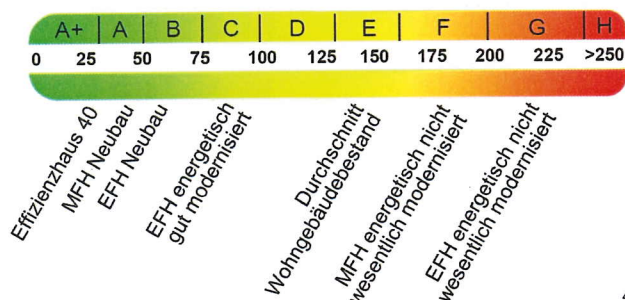 A+ A B C D E F G H
0 25 50 75 100 125 150 175 200 225 >250
Effizienzhaus 40
MFH Neubau
EFH Neubau
EFH energetisch
gut modernisiert
Durchschnitt
Wohngebäudebestand
MFH energetisch nicht
wesentlich modernisiert
EFH energetisch nicht
wesentlich modernisiert